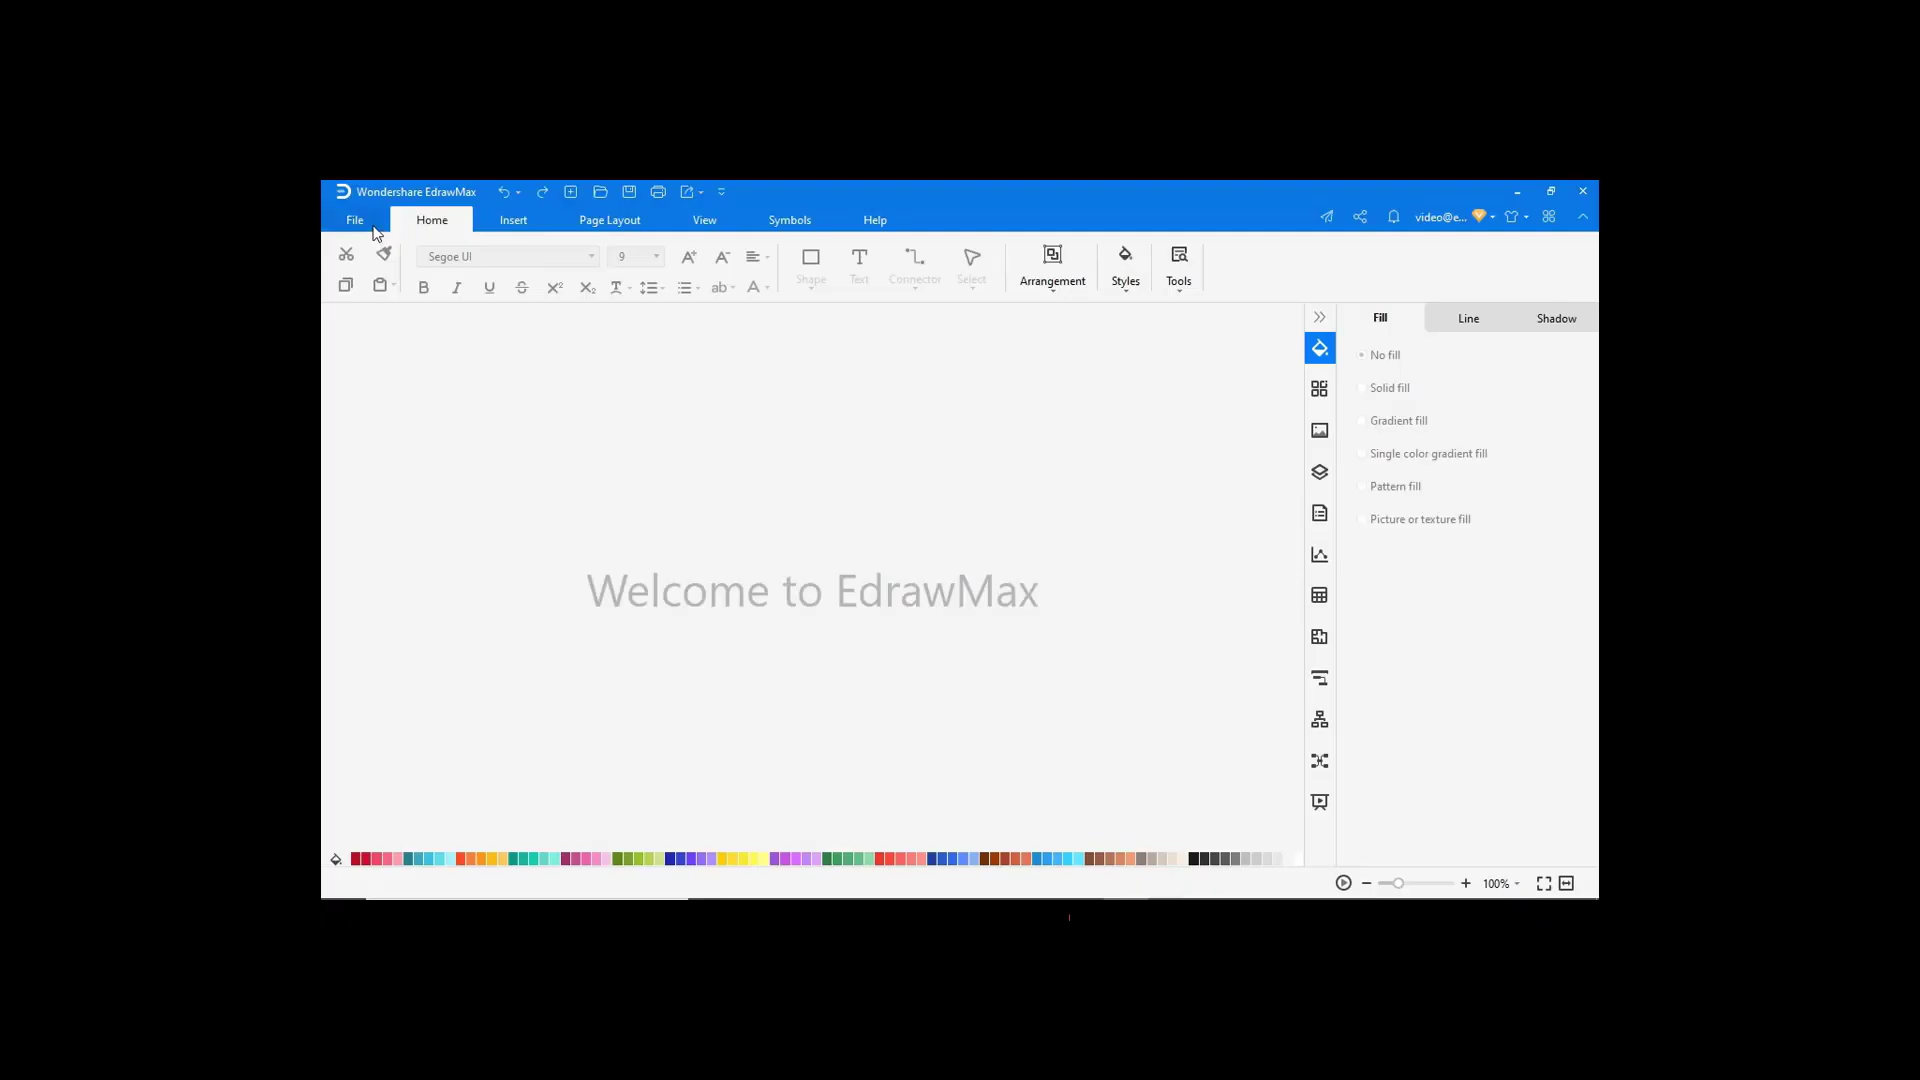 Wondershare EdrawMax
File Home Insert Page Layout View Symbols Help
video@e...
Segoe UI 9
Shape Text Connector Select Arrangement Styles Tools
Fill Line Shadow
No fill
Solid fill
Gradient fill
Single color gradient fill
Pattern fill
Picture or texture fill
Welcome to EdrawMax
100%